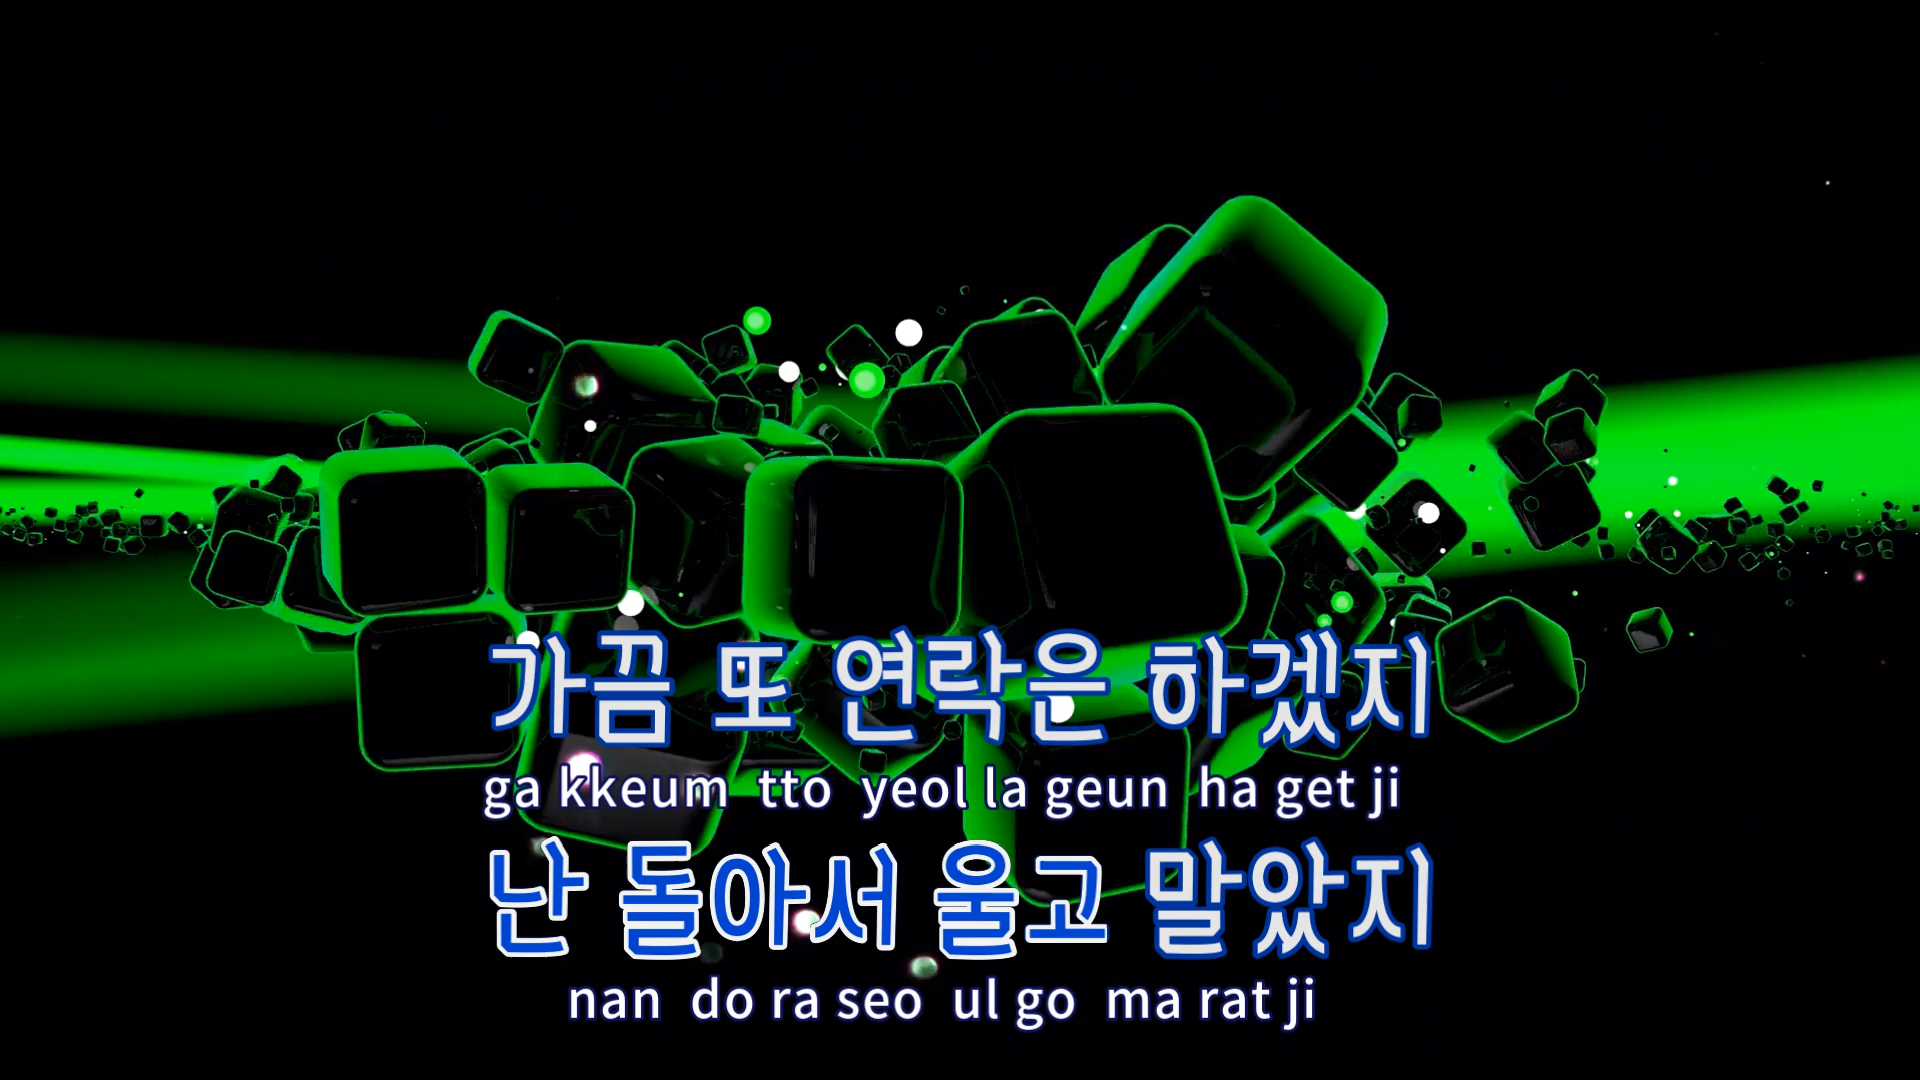 가끔 또 연락은 하겠지
ga kkeum tto yeol la geun ha get ji
난 돌아서 울고 말았지
nan do ra seo ul go ma rat ji